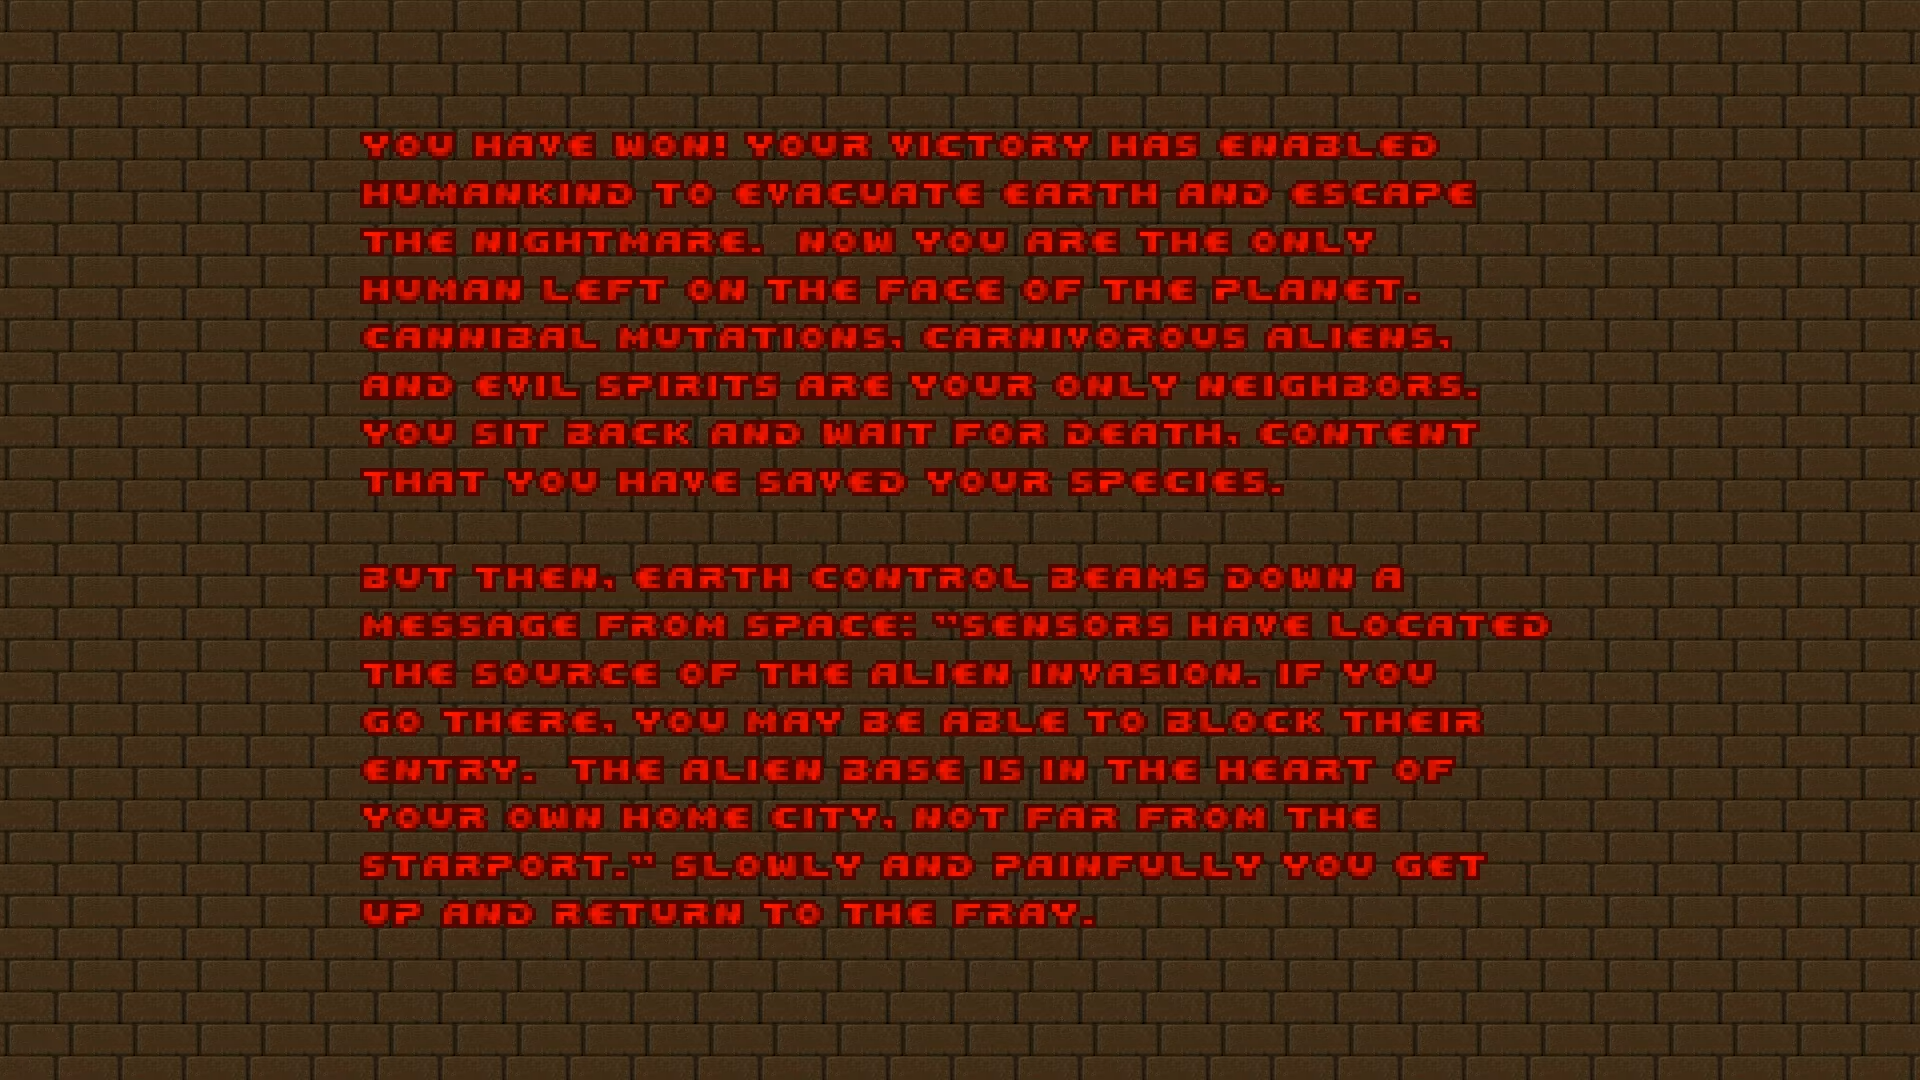 YOU HAVE WON! YOUR VICTORY HAS ENABLED
HUMANKIND TO EVACUATE EARTH AND ESCAPE
THE NIGHTMARE.  NOW YOU ARE THE ONLY
HUMAN LEFT ON THE FACE OF THE PLANET.
CANNIBAL MUTATIONS, CARNIVOROUS ALIENS,
AND EVIL SPIRITS ARE YOUR ONLY NEIGHBORS.
YOU SIT BACK AND WAIT FOR DEATH, CONTENT
THAT YOU HAVE SAVED YOUR SPECIES.

BUT THEN, EARTH CONTROL BEAMS DOWN A
MESSAGE FROM SPACE: "SENSORS HAVE LOCATED
THE SOURCE OF THE ALIEN INVASION. IF YOU
GO THERE, YOU MAY BE ABLE TO BLOCK THEIR
ENTRY.  THE ALIEN BASE IS IN THE HEART OF
YOUR OWN HOME CITY, NOT FAR FROM THE
STARPORT." SLOWLY AND PAINFULLY YOU GET
UP AND RETURN TO THE FRAY.